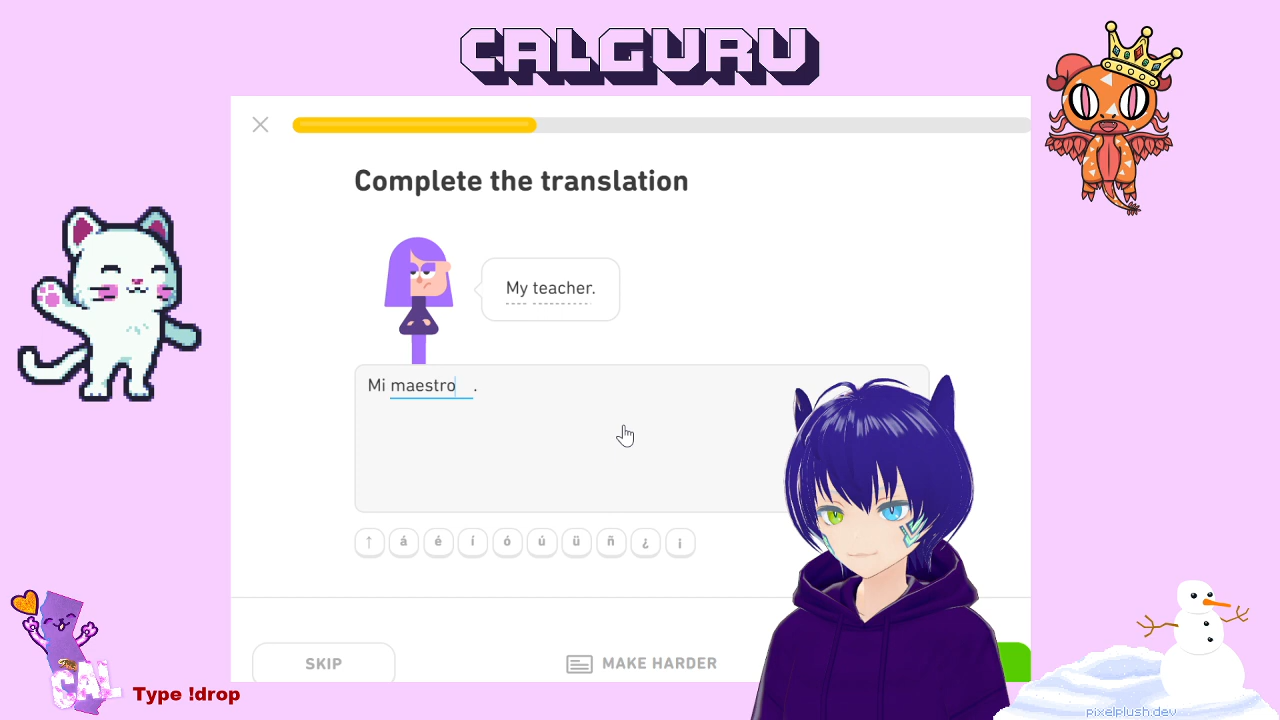 CALGURU
Complete the translation
My teacher.
Mi maestro .
↑ á é í ó ú ü ñ ¿ ¡
SKIP
MAKE HARDER
CAL
Type !drop
pixelplush.dev